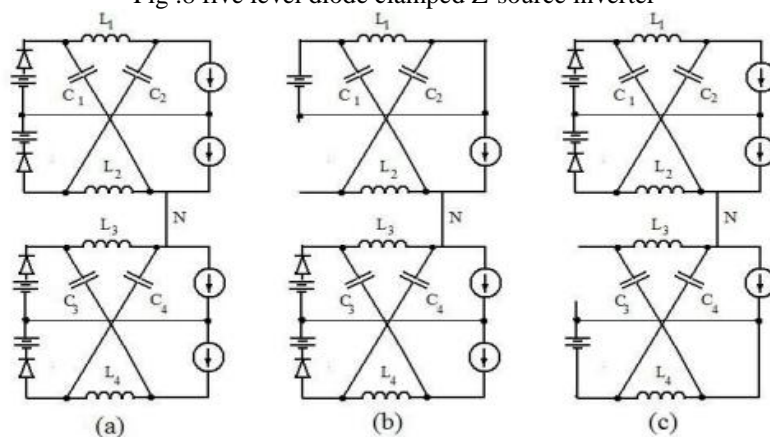 Fig .8 five level diode clamped Z-source inverter
L1 L1 L1
C1 C2 C1 C2 C1 C2
L2 L2 L2
N N N
L3 L3 L3
C3 C4 C3 C4 C3 C4
L4 L4 L4
(a) (b) (c)